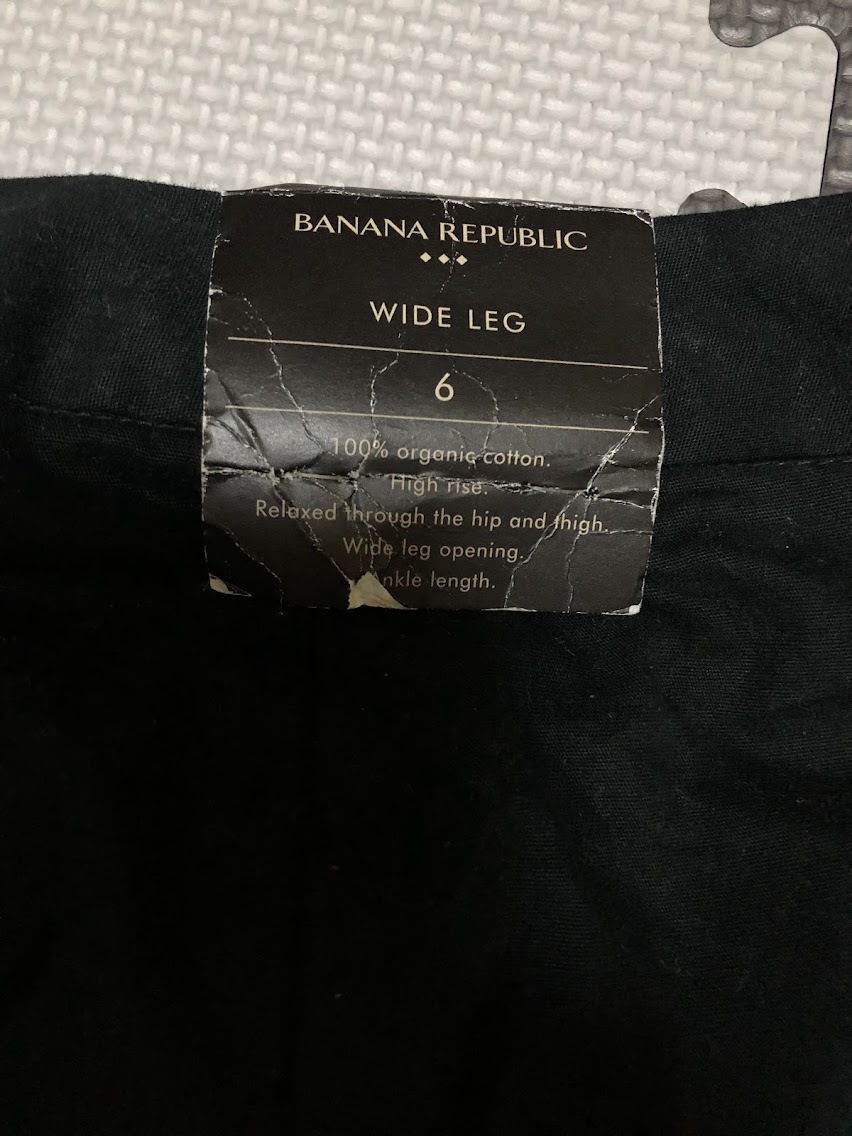 BANANA REPUBLIC
WIDE LEG
6
100% organic cotton.
High rise.
Relaxed through the hip and thigh.
Wide leg opening.
nkle length.